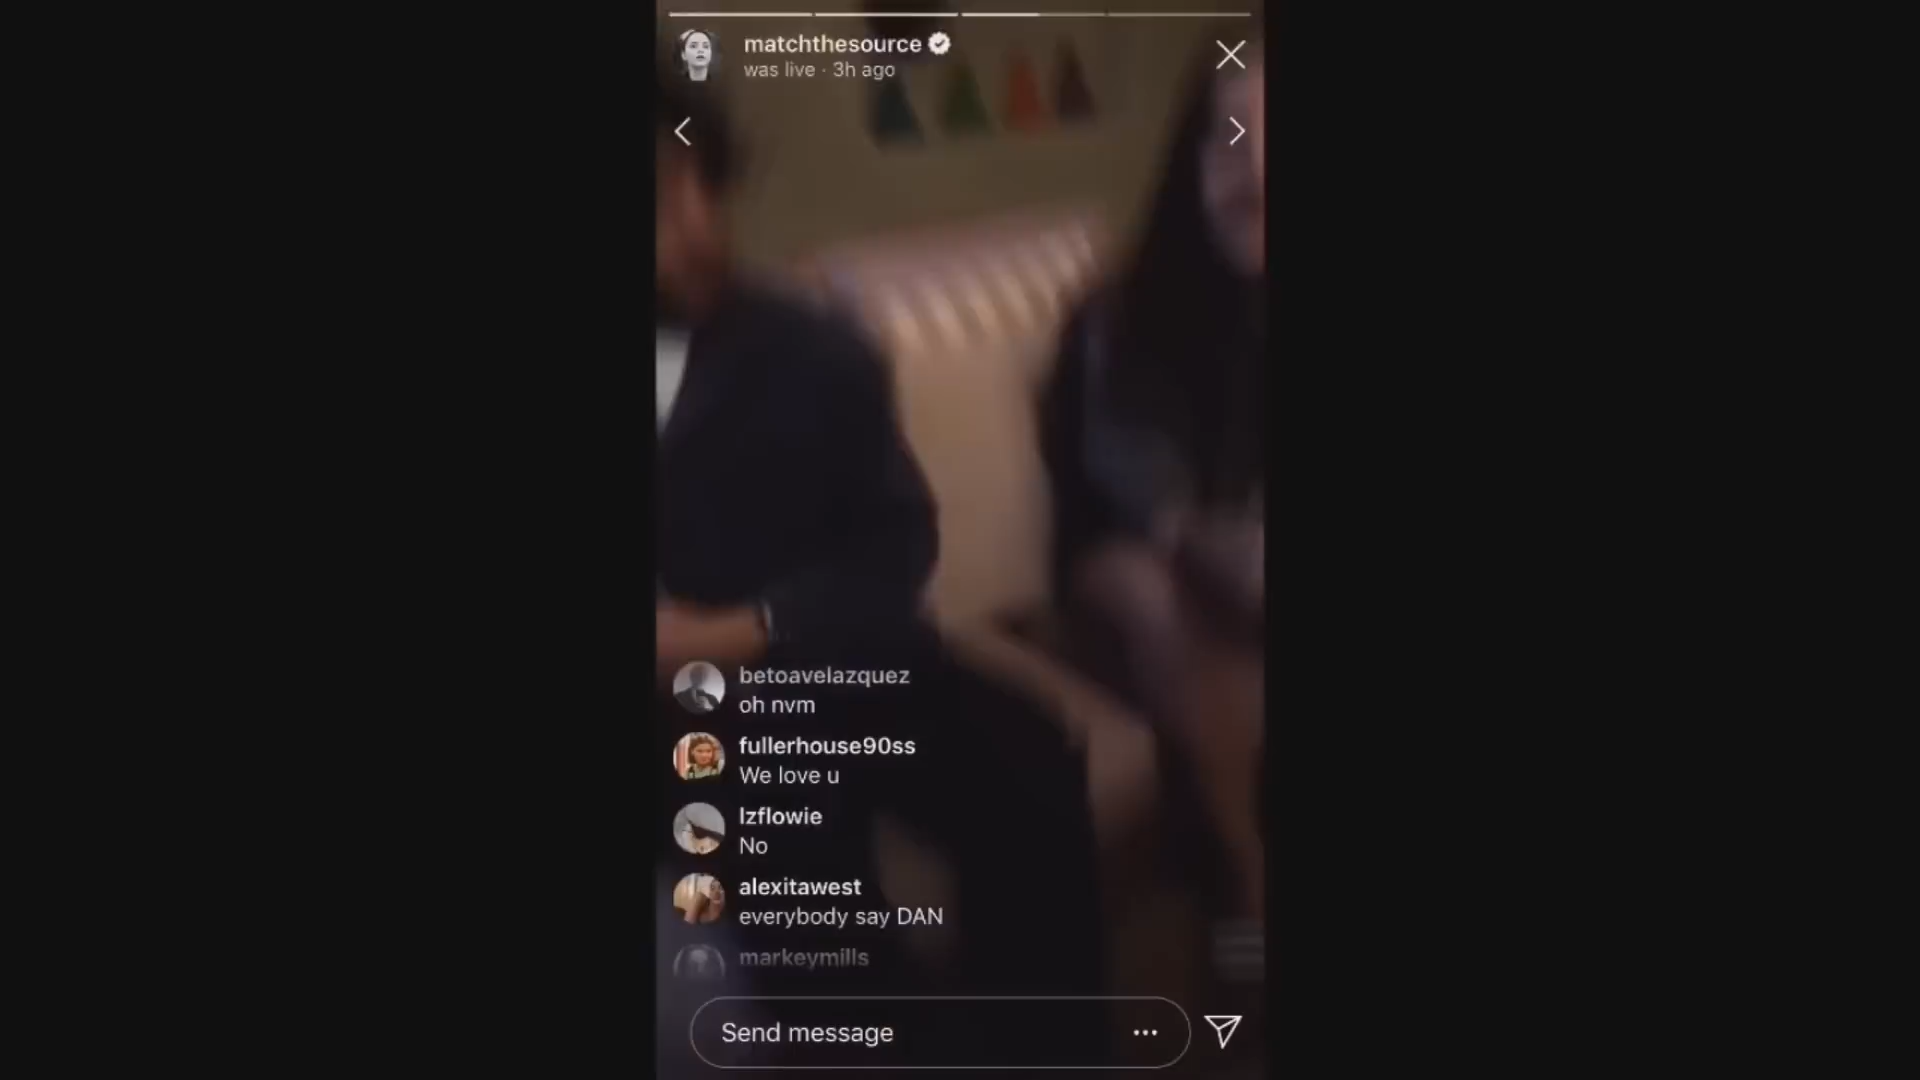 matchthesource
was live · 3h ago
betoavelazquez
oh nvm
fullerhouse90ss
We love u
lzflowie
No
alexitawest
everybody say DAN
markeymills
Send message